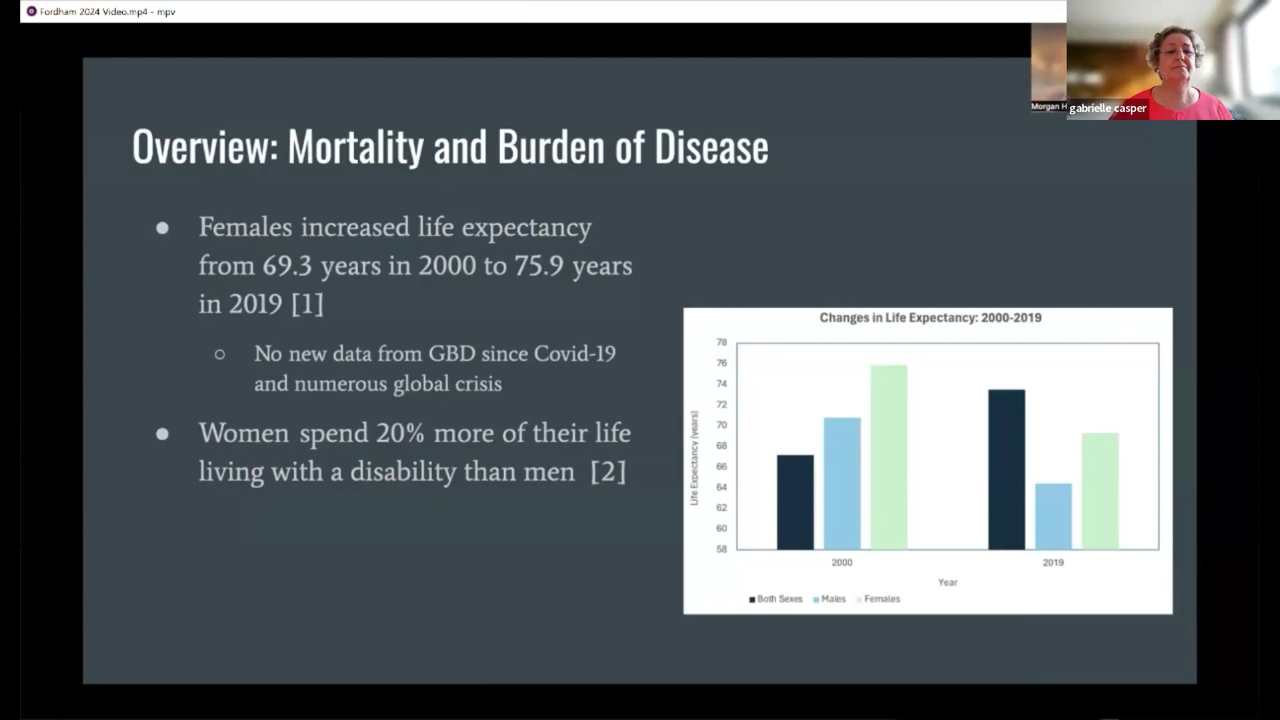 Fordham 2024 Video.mp4 - mpv
Morgan H
gabrielle casper
Overview: Mortality and Burden of Disease
● Females increased life expectancy
from 69.3 years in 2000 to 75.9 years
in 2019 [1]
○ No new data from GBD since Covid-19
and numerous global crisis
● Women spend 20% more of their life
living with a disability than men [2]
Changes in Life Expectancy: 2000-2019
Life Expectancy (years)
78
76
74
72
70
68
66
64
62
60
58
2000 2019
Year
Both Sexes Males Females